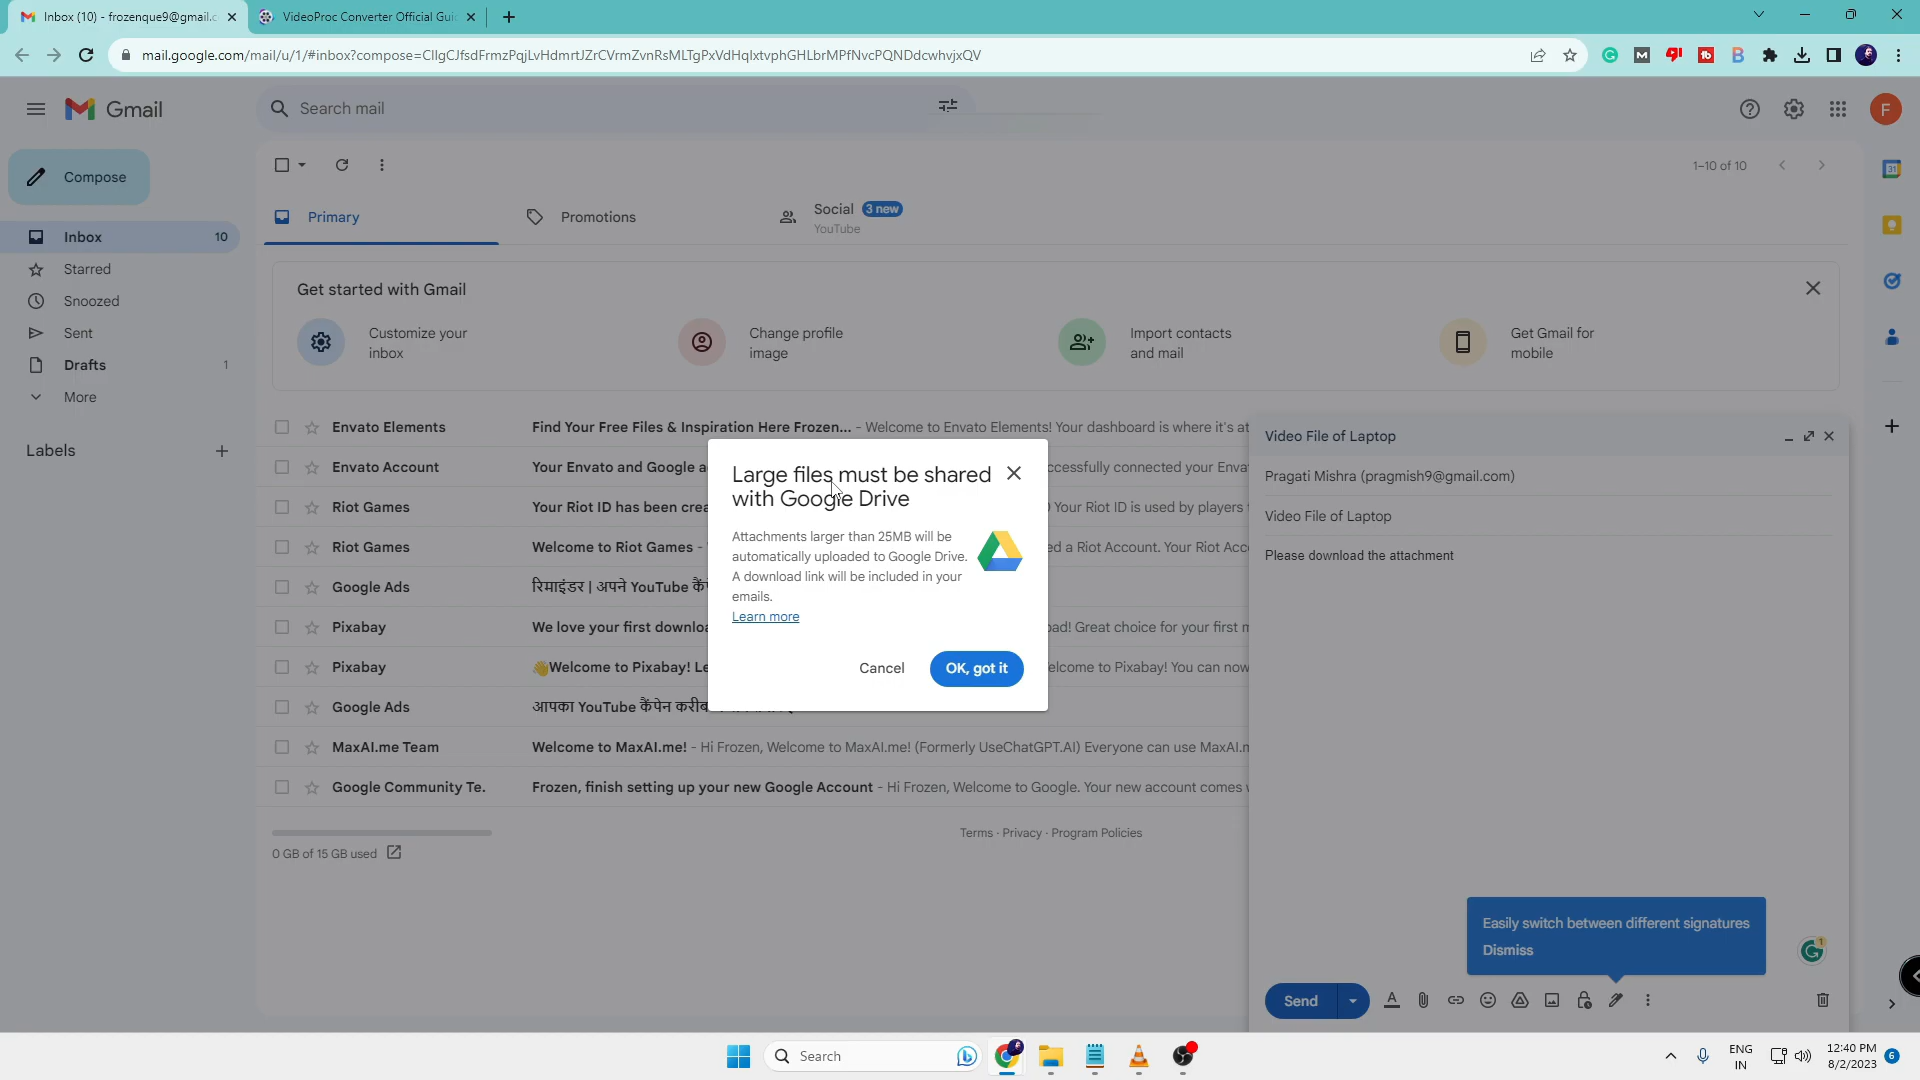 Inbox (10) - frozenque9@gmail.c
VideoProc Converter Official Gui
mail.google.com/mail/u/1/#inbox?compose=CllgCJfsdFrmzPqjLvHdmrtJZrCVrmZvnRsMLTgPxVdHqlxtvphGHLbrMPfNvcPQNDdcwhvjxQV
Gmail
Search mail
F
Compose
1–10 of 10
Primary
Promotions
Social 3 new
YouTube
Inbox 10
Starred
Snoozed
Sent
Drafts 1
More
Labels
Get started with Gmail
Customize your
inbox
Change profile
image
Import contacts
and mail
Get Gmail for
mobile
Envato Elements Find Your Free Files & Inspiration Here Frozen... - Welcome to Envato Elements! Your dashboard is where it's at
Envato Account Your Envato and Google a ccessfully connected your Enva
Riot Games Your Riot ID has been crea Your Riot ID is used by players
Riot Games Welcome to Riot Games - ed a Riot Account. Your Riot Acc
Google Ads रिमाइंडर | अपने YouTube कैं
Pixabay We love your first downloa oad! Great choice for your first m
Pixabay 👋Welcome to Pixabay! Le elcome to Pixabay! You can now
Google Ads आपका YouTube कैंपेन करीब
MaxAI.me Team Welcome to MaxAI.me! - Hi Frozen, Welcome to MaxAI.me! (Formerly UseChatGPT.AI) Everyone can use MaxAI.m
Google Community Te. Frozen, finish setting up your new Google Account - Hi Frozen, Welcome to Google. Your new account comes
0 GB of 15 GB used
Terms · Privacy · Program Policies
Large files must be shared
with Google Drive
Attachments larger than 25MB will be
automatically uploaded to Google Drive.
A download link will be included in your
emails.
Learn more
Cancel
OK, got it
Video File of Laptop
Pragati Mishra (pragmish9@gmail.com)
Video File of Laptop
Please download the attachment
Easily switch between different signatures
Dismiss
1
Send
Search
ENG
IN
12:40 PM
8/2/2023
6